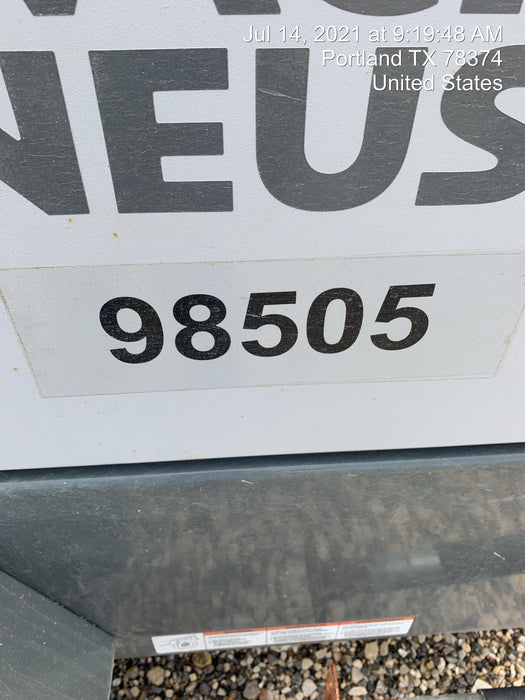 Jul 14, 2021 at 9:19:48 AM
Portland TX 78374
United States
NEUS
98505